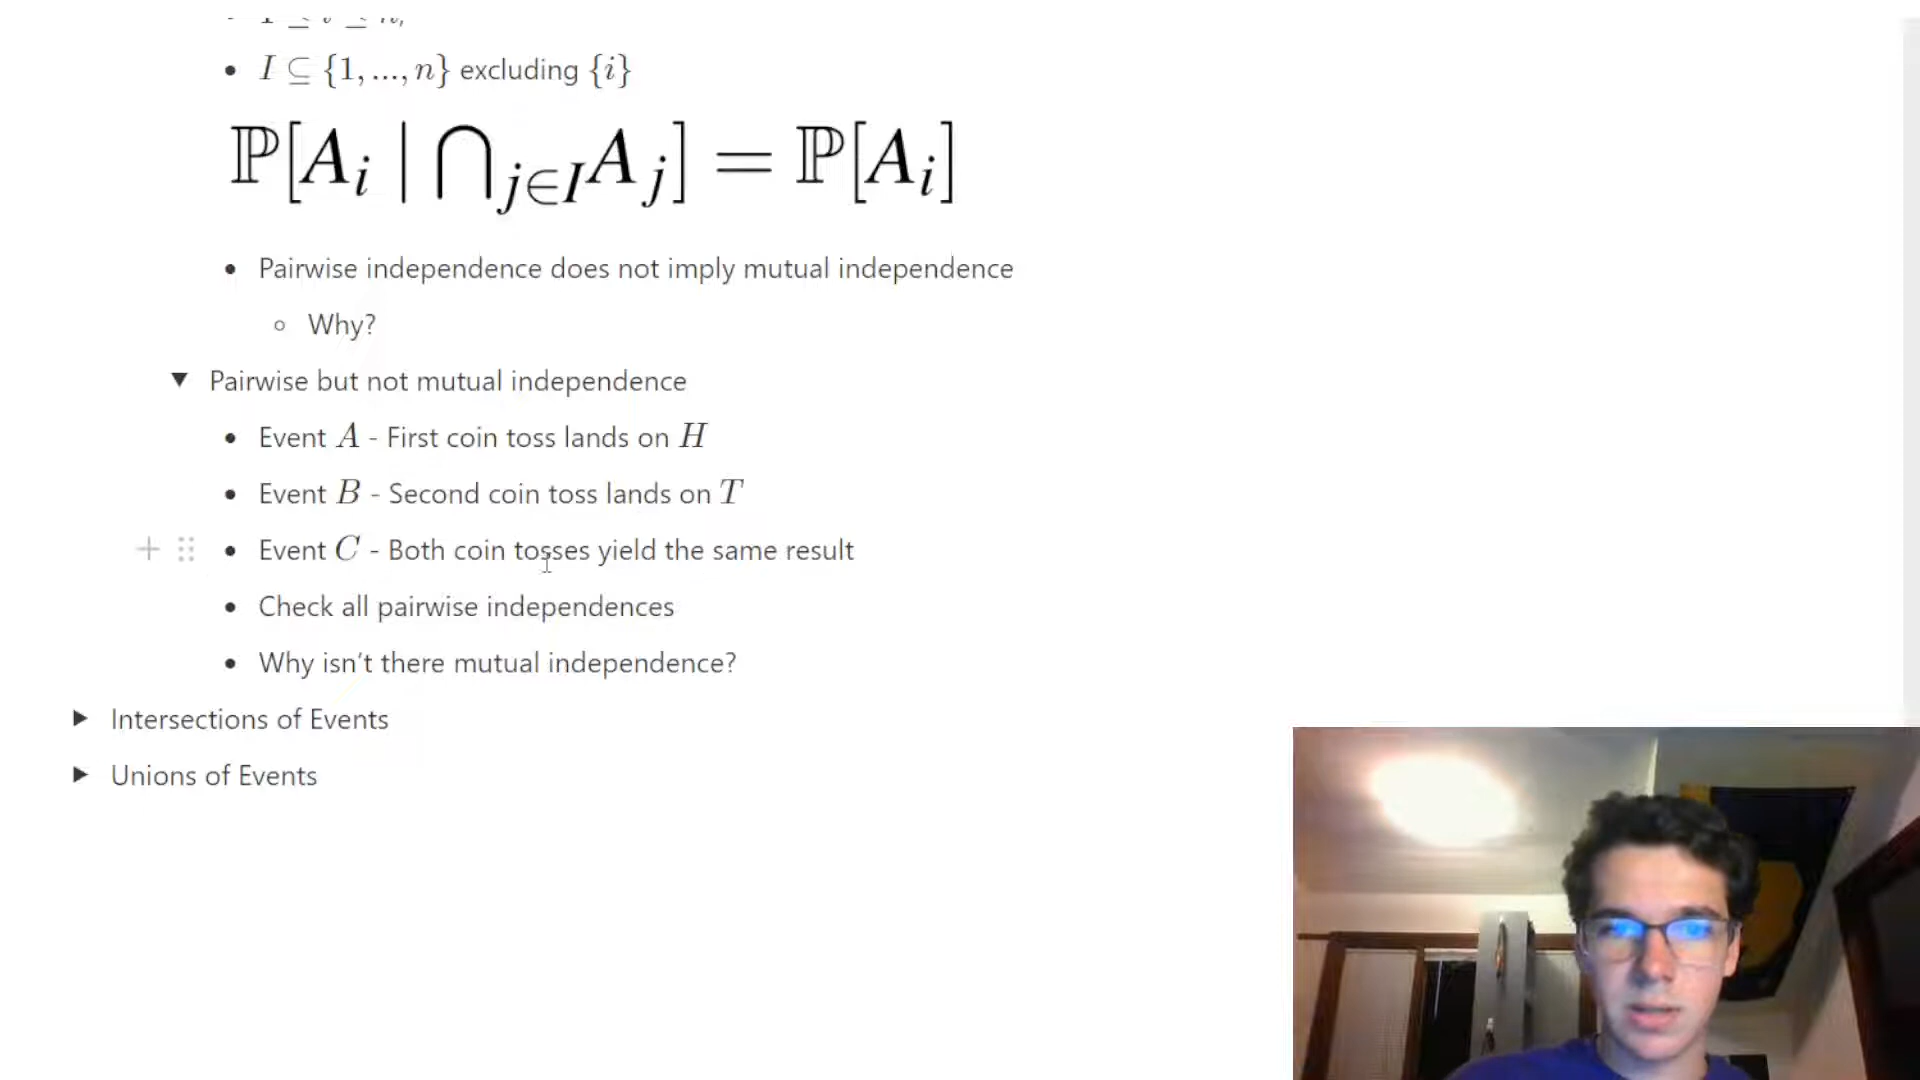 I ⊆ {1, ..., n} excluding {i}
ℙ[A_i | ⋂_{j∈I} A_j] = ℙ[A_i]
Pairwise independence does not imply mutual independence
Why?
Pairwise but not mutual independence
Event A - First coin toss lands on H
Event B - Second coin toss lands on T
Event C - Both coin tosses yield the same result
Check all pairwise independences
Why isn't there mutual independence?
Intersections of Events
Unions of Events